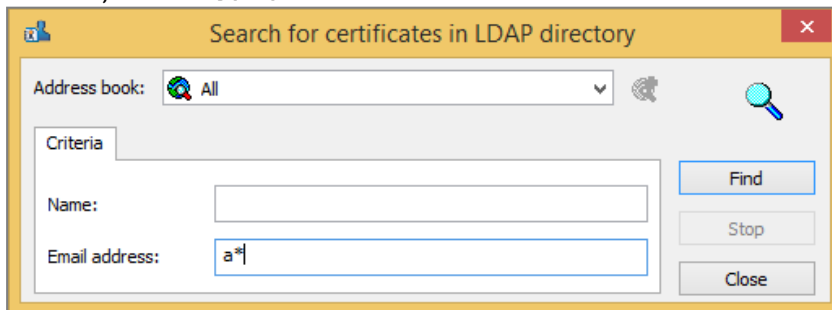 Search for certificates in LDAP directory
Address book: All
Criteria
Find
Name:
Stop
Email address: a*
Close